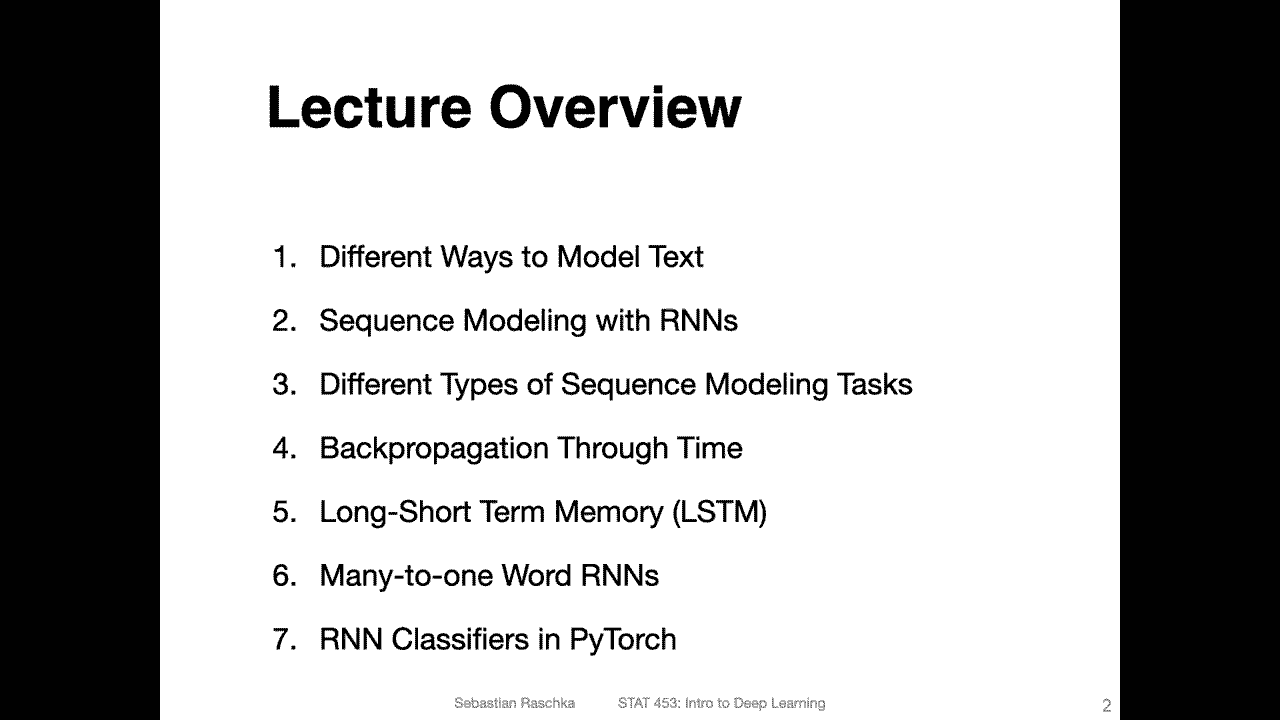 Lecture Overview
1. Different Ways to Model Text
2. Sequence Modeling with RNNs
3. Different Types of Sequence Modeling Tasks
4. Backpropagation Through Time
5. Long-Short Term Memory (LSTM)
6. Many-to-one Word RNNs
7. RNN Classifiers in PyTorch
Sebastian Raschka STAT 453: Intro to Deep Learning 2